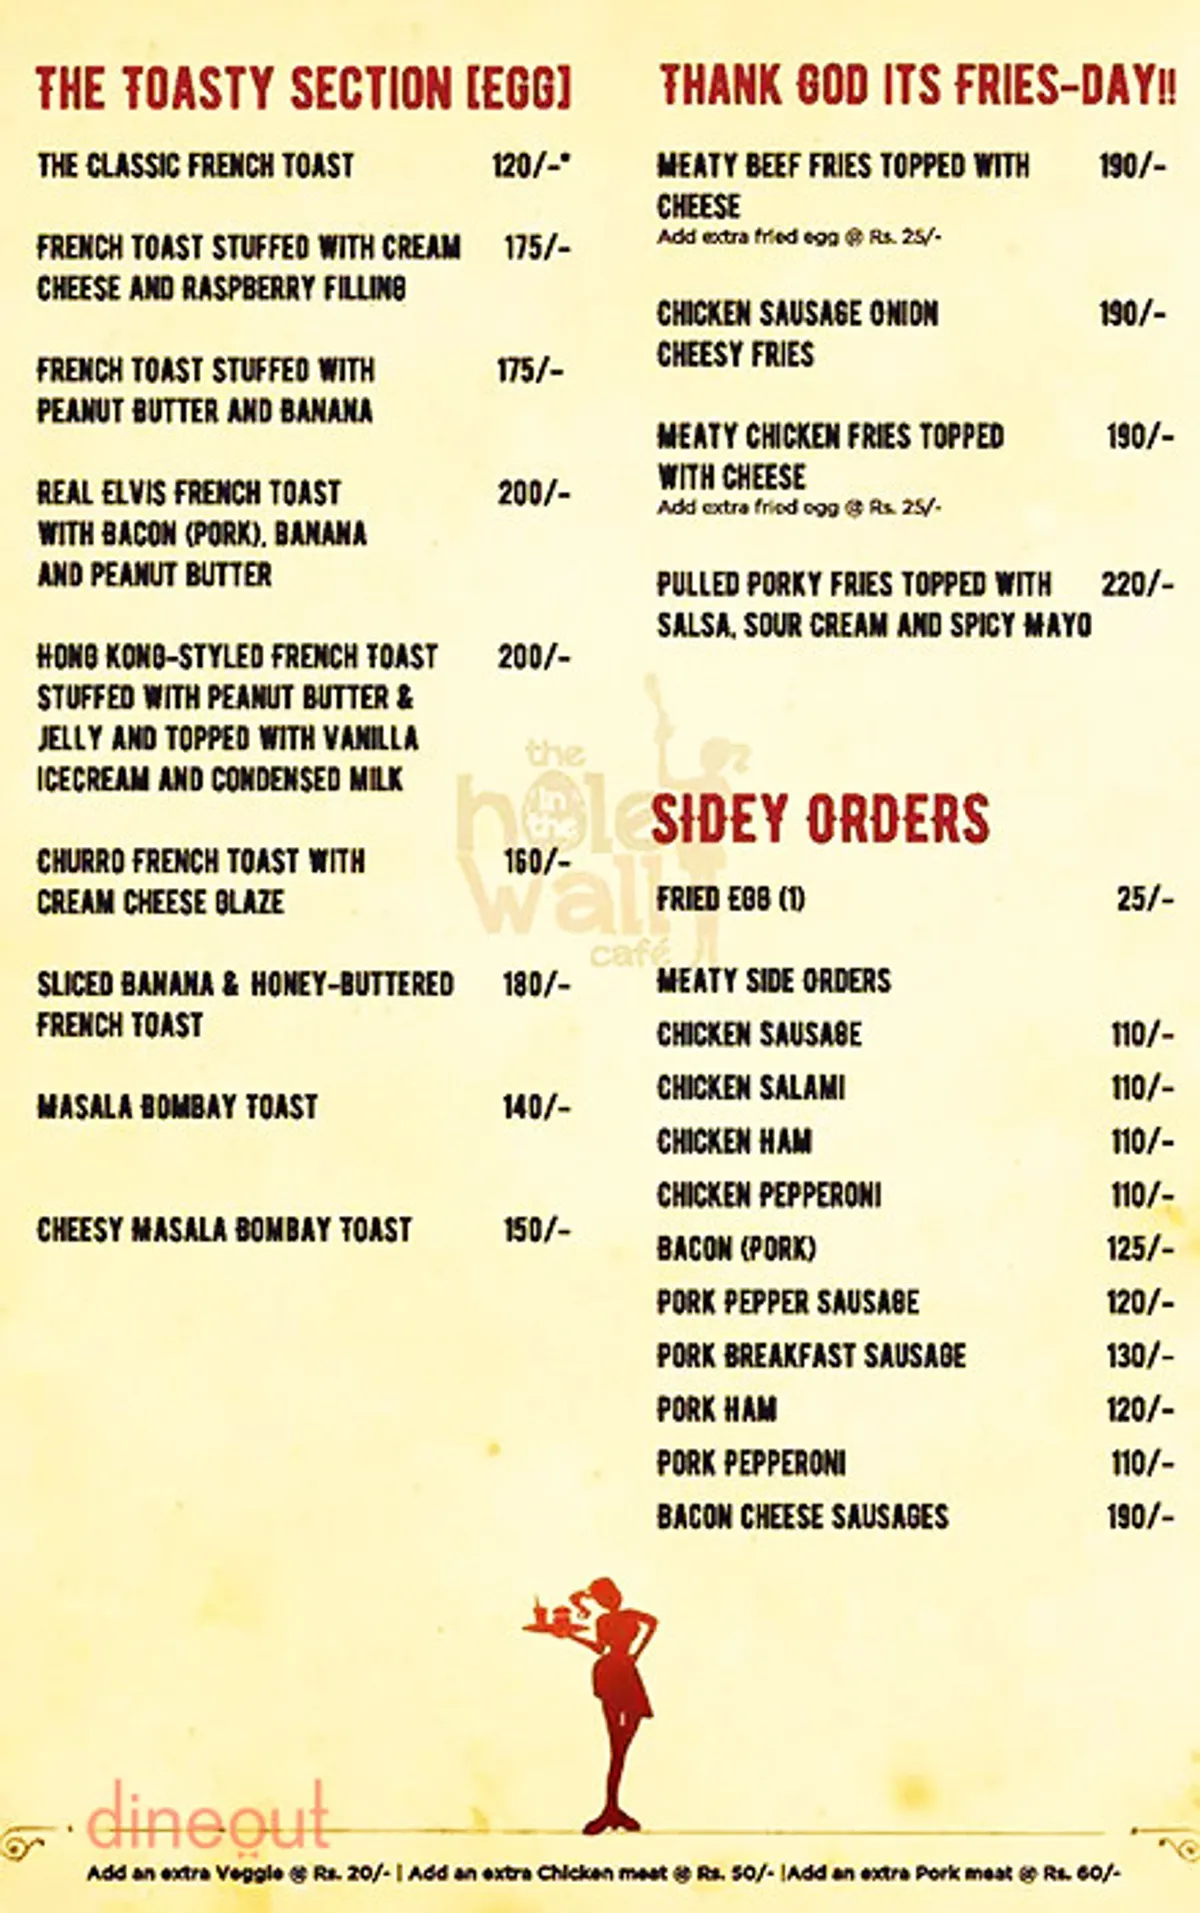 THE TOASTY SECTION [EGG]
THE CLASSIC FRENCH TOAST 120/-*
FRENCH TOAST STUFFED WITH CREAM 175/-
CHEESE AND RASPBERRY FILLING
FRENCH TOAST STUFFED WITH 175/-
PEANUT BUTTER AND BANANA
REAL ELVIS FRENCH TOAST 200/-
WITH BACON (PORK), BANANA
AND PEANUT BUTTER
HONG KONG-STYLED FRENCH TOAST 200/-
STUFFED WITH PEANUT BUTTER &
JELLY AND TOPPED WITH VANILLA
ICECREAM AND CONDENSED MILK
CHURRO FRENCH TOAST WITH 160/-
CREAM CHEESE GLAZE
SLICED BANANA & HONEY-BUTTERED 180/-
FRENCH TOAST
MASALA BOMBAY TOAST 140/-
CHEESY MASALA BOMBAY TOAST 150/-
THANK GOD ITS FRIES-DAY!!
MEATY BEEF FRIES TOPPED WITH 190/-
CHEESE
Add extra fried egg @ Rs. 25/-
CHICKEN SAUSAGE ONION 190/-
CHEESY FRIES
MEATY CHICKEN FRIES TOPPED 190/-
WITH CHEESE
Add extra fried egg @ Rs. 25/-
PULLED PORKY FRIES TOPPED WITH 220/-
SALSA, SOUR CREAM AND SPICY MAYO
the
hole
in
the
wall
café
SIDEY ORDERS
FRIED EGG (1) 25/-
MEATY SIDE ORDERS
CHICKEN SAUSAGE 110/-
CHICKEN SALAMI 110/-
CHICKEN HAM 110/-
CHICKEN PEPPERONI 110/-
BACON (PORK) 125/-
PORK PEPPER SAUSAGE 120/-
PORK BREAKFAST SAUSAGE 130/-
PORK HAM 120/-
PORK PEPPERONI 110/-
BACON CHEESE SAUSAGES 190/-
dineout
Add an extra Veggie @ Rs. 20/- | Add an extra Chicken meat @ Rs. 50/- |Add an extra Pork meat @ Rs. 60/-